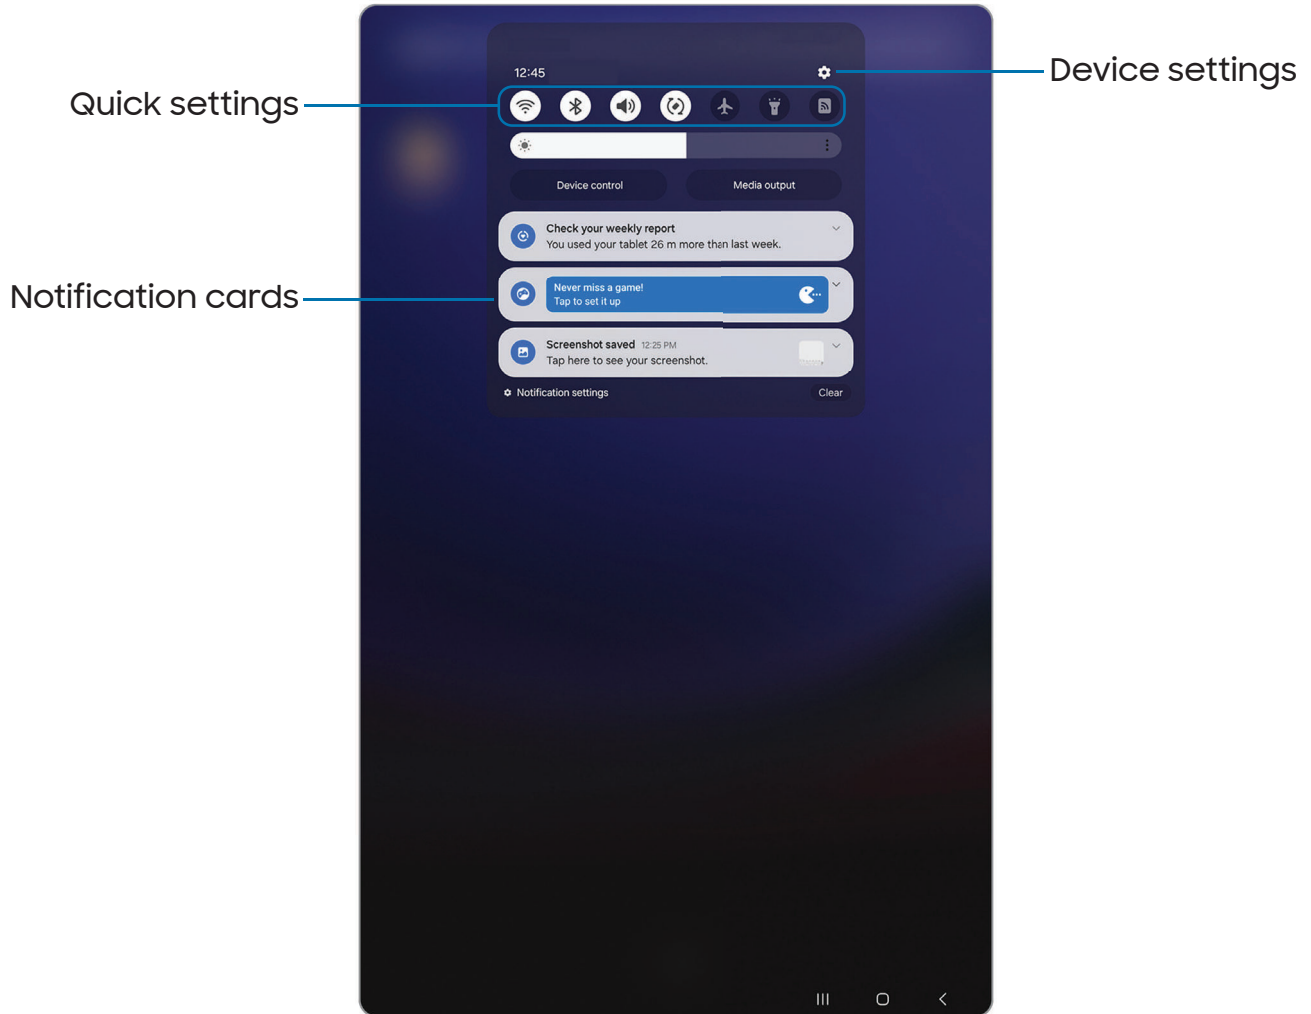 12:45
Device settings
Quick settings
Device control
Media output
Check your weekly report
You used your tablet 26 m more than last week.
Notification cards
Never miss a game!
Tap to set it up
Screenshot saved 12:25 PM
Tap here to see your screenshot.
Notification settings
Clear